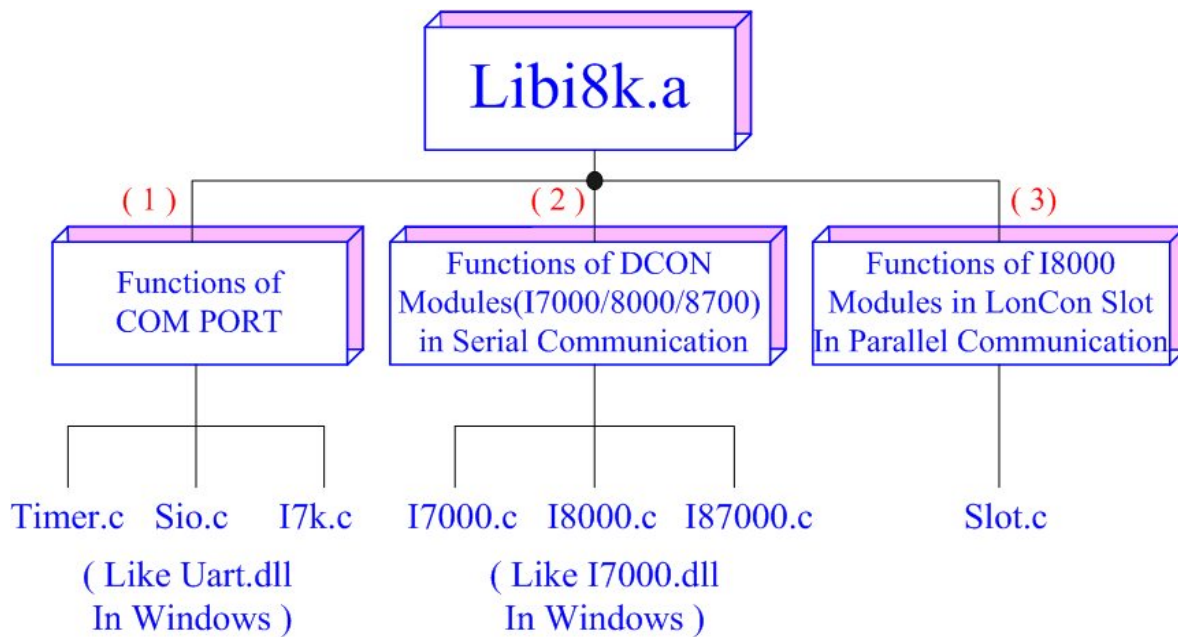 Libi8k.a
( 1 )
( 2 )
( 3)
Functions of
COM PORT
Functions of DCON
Modules(I7000/8000/8700)
in Serial Communication
Functions of I8000
Modules in LonCon Slot
In Parallel Communication
Timer.c
Sio.c
I7k.c
I7000.c
I8000.c
I87000.c
Slot.c
( Like Uart.dll
In Windows )
( Like I7000.dll
In Windows )